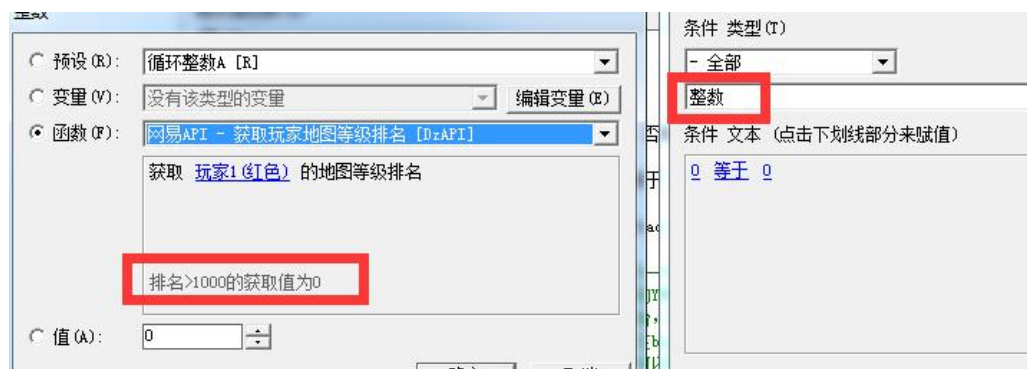 整数
预设(R):
循环整数A [R]
变量(V):
没有该类型的变量
编辑变量(E)
函数(F):
网易API - 获取玩家地图等级排名 [DzAPI]
获取 玩家1(红色) 的地图等级排名
排名>1000的获取值为0
值(A):
0
条件 类型(T)
- 全部
整数
条件 文本 (点击下划线部分来赋值)
0 等于 0